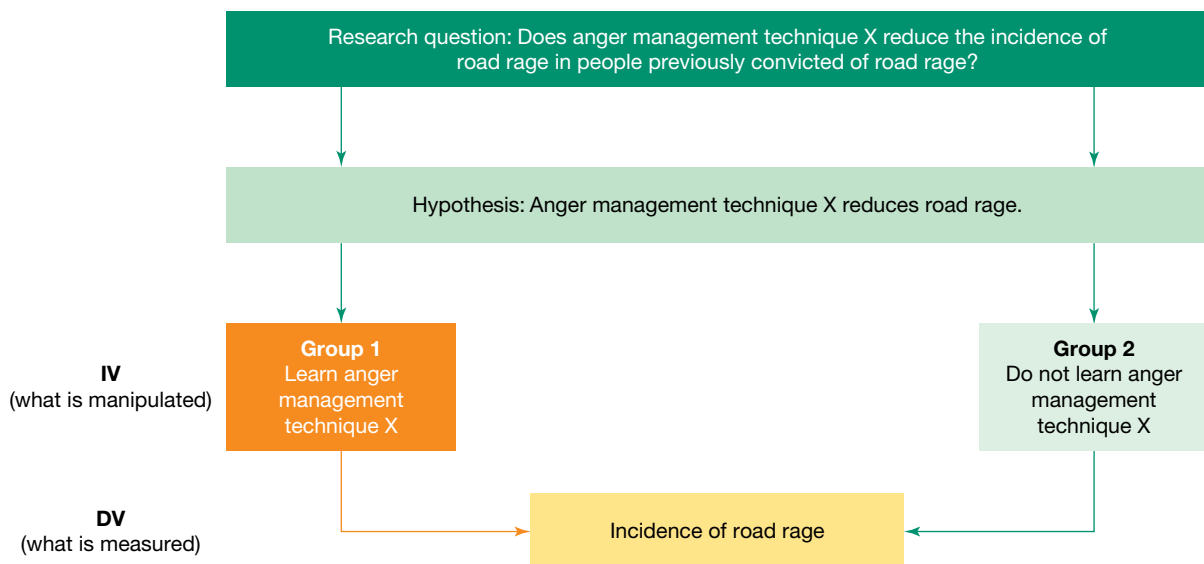 Research question: Does anger management technique X reduce the incidence of
road rage in people previously convicted of road rage?
Hypothesis: Anger management technique X reduces road rage.
IV
(what is manipulated)
Group 1
Learn anger
management
technique X
Group 2
Do not learn anger
management
technique X
DV
(what is measured)
Incidence of road rage